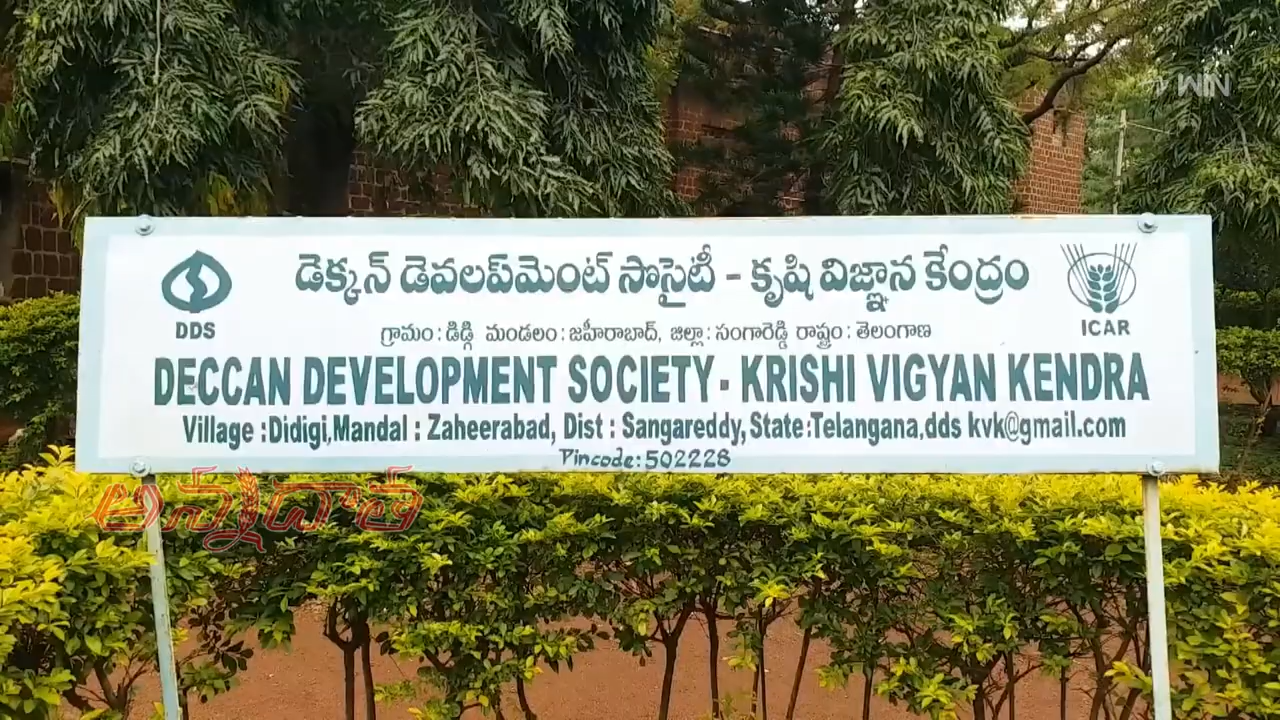 WIN
డెక్కన్ డెవలప్‌మెంట్ సొసైటీ - కృషి విజ్ఞాన కేంద్రం
DDS
ICAR
గ్రామం : డిడ్గి మండలం : జహీరాబాద్, జిల్లా : సంగారెడ్డి రాష్ట్రం : తెలంగాణ
DECCAN DEVELOPMENT SOCIETY - KRISHI VIGYAN KENDRA
Village :Didigi,Mandal : Zaheerabad, Dist : Sangareddy, State:Telangana,dds kvk@gmail.com
Pincode:502228
అన్నదాత